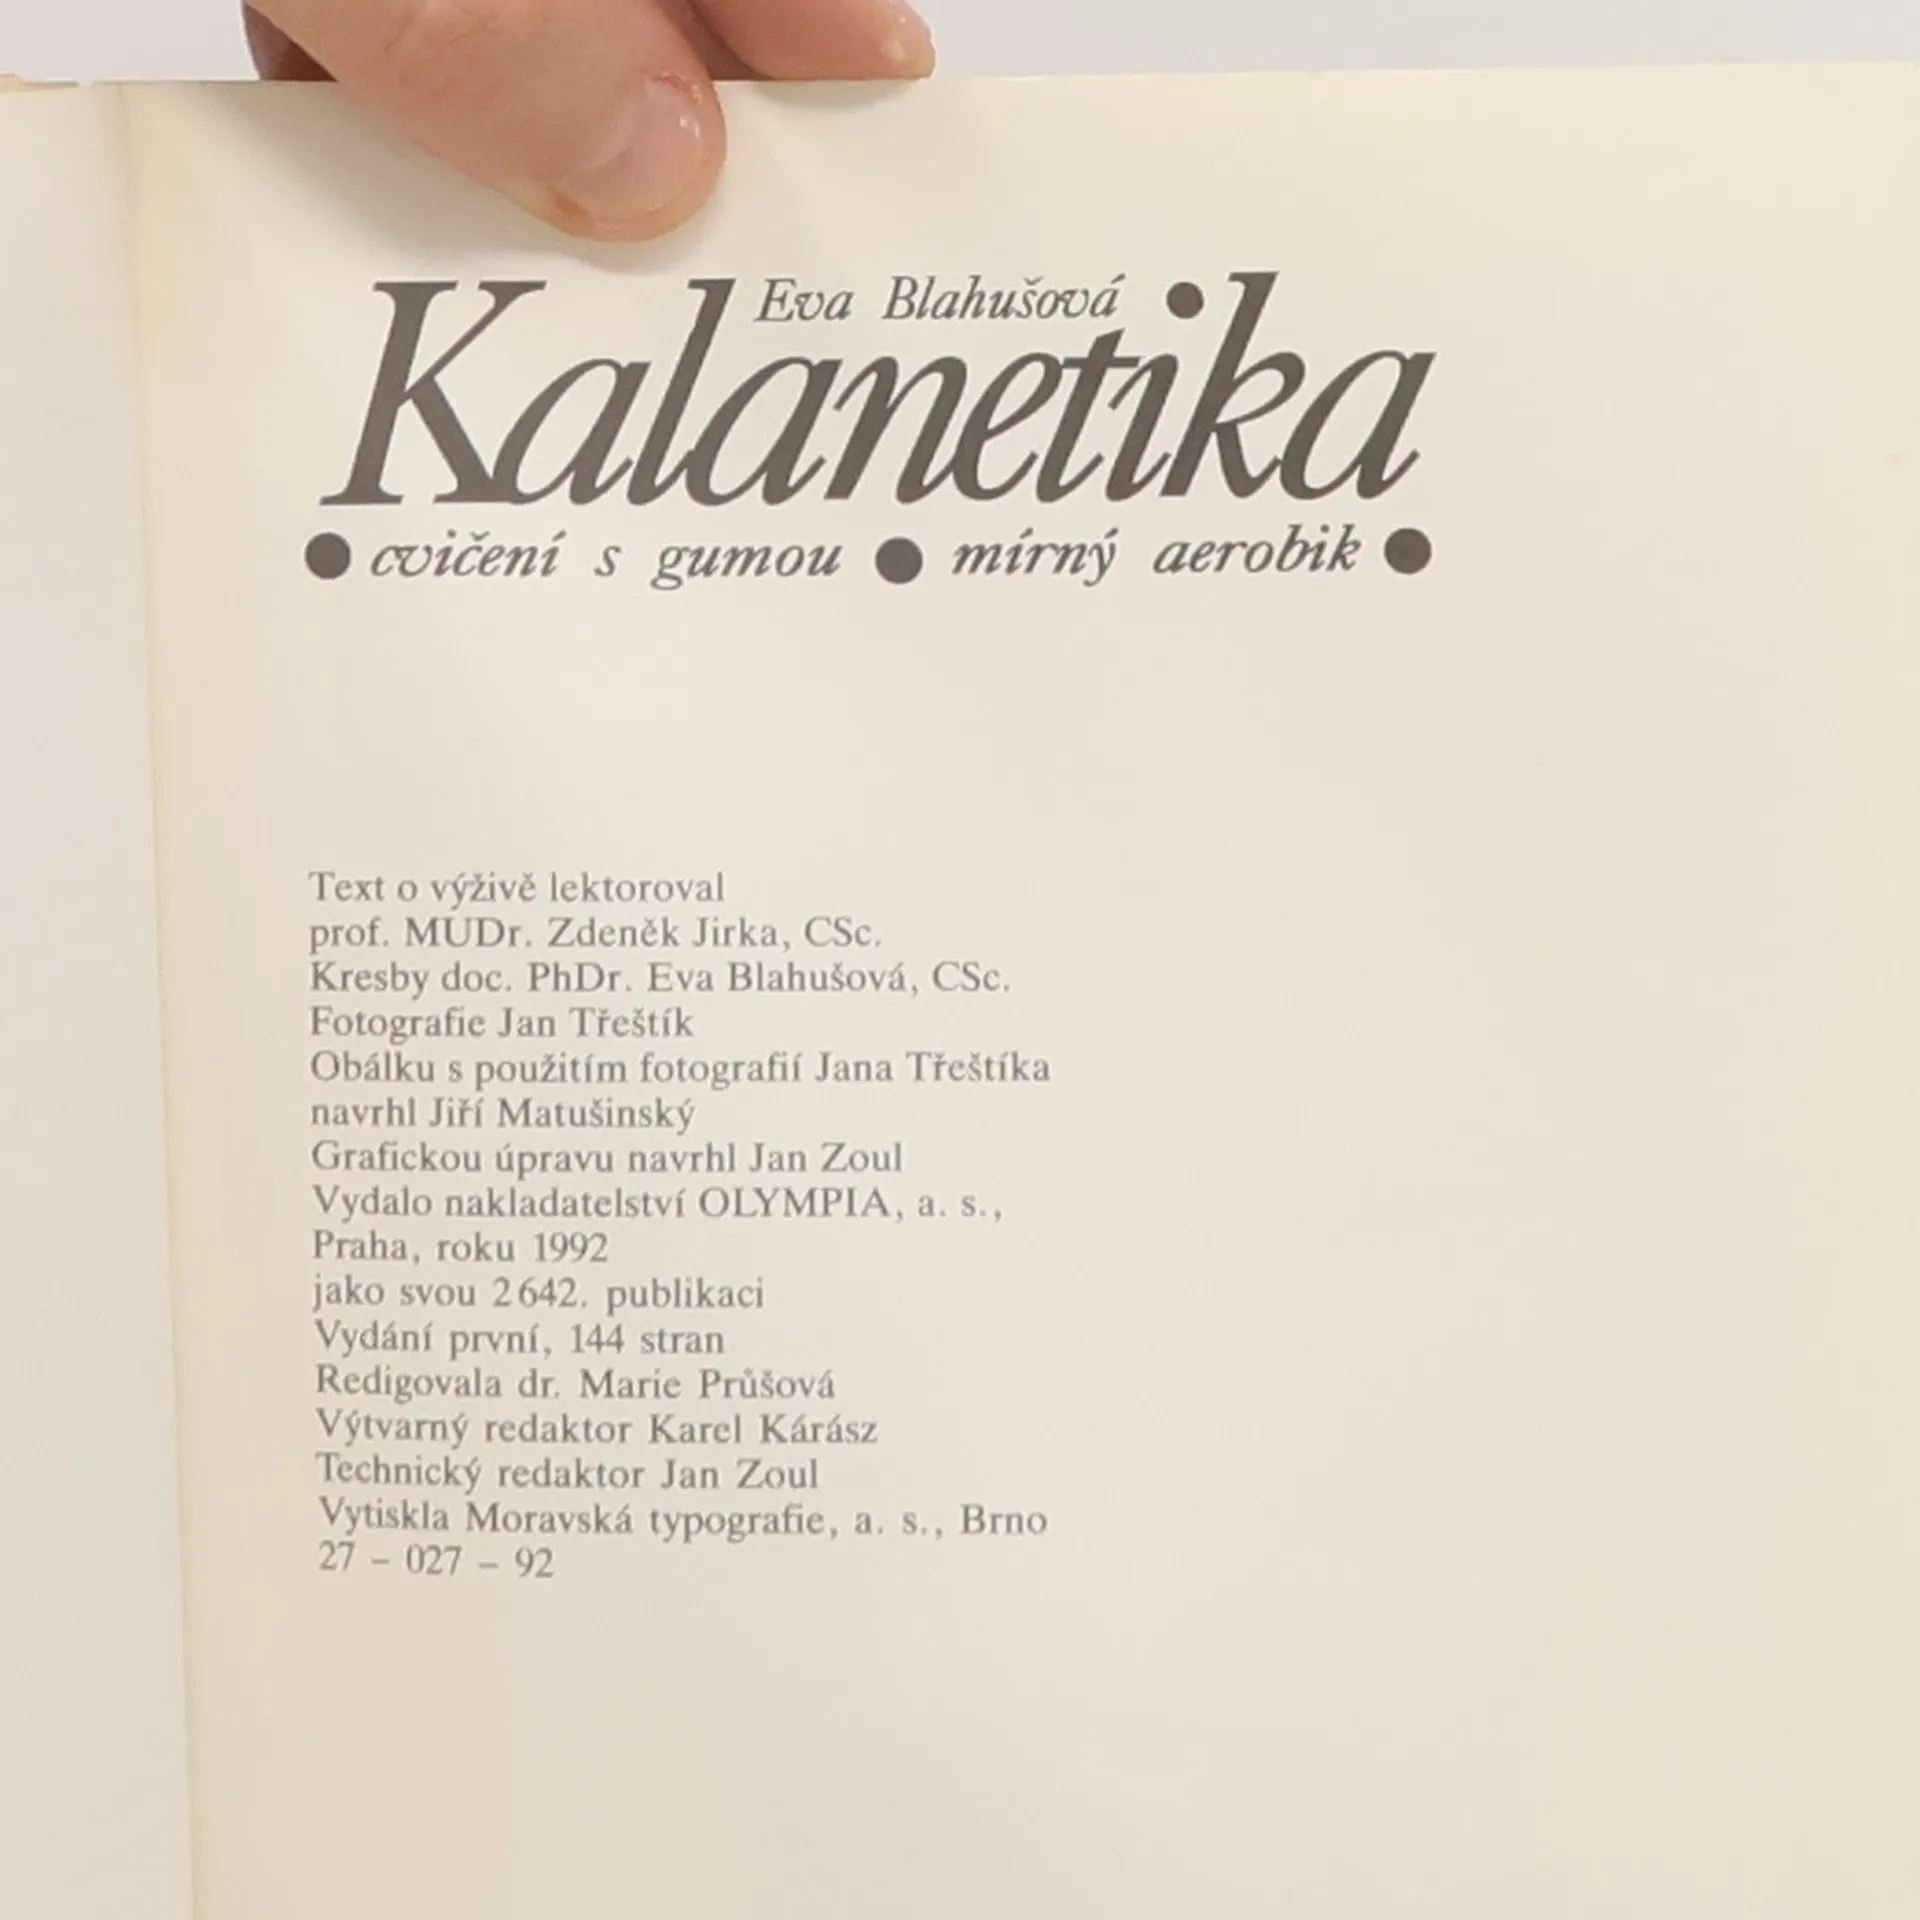 Eva Blahušová •
Kalanetika
• cvičení s gumou • mírný aerobik •
Text o výživě lektoroval
prof. MUDr. Zdeněk Jirka, CSc.
Kresby doc. PhDr. Eva Blahušová, CSc.
Fotografie Jan Třeštík
Obálku s použitím fotografií Jana Třeštíka
navrhl Jiří Matušinský
Grafickou úpravu navrhl Jan Zoul
Vydalo nakladatelství OLYMPIA, a. s.,
Praha, roku 1992
jako svou 2 642. publikaci
Vydání první, 144 stran
Redigovala dr. Marie Průšová
Výtvarný redaktor Karel Kárász
Technický redaktor Jan Zoul
Vytiskla Moravská typografie, a. s., Brno
27 – 027 – 92